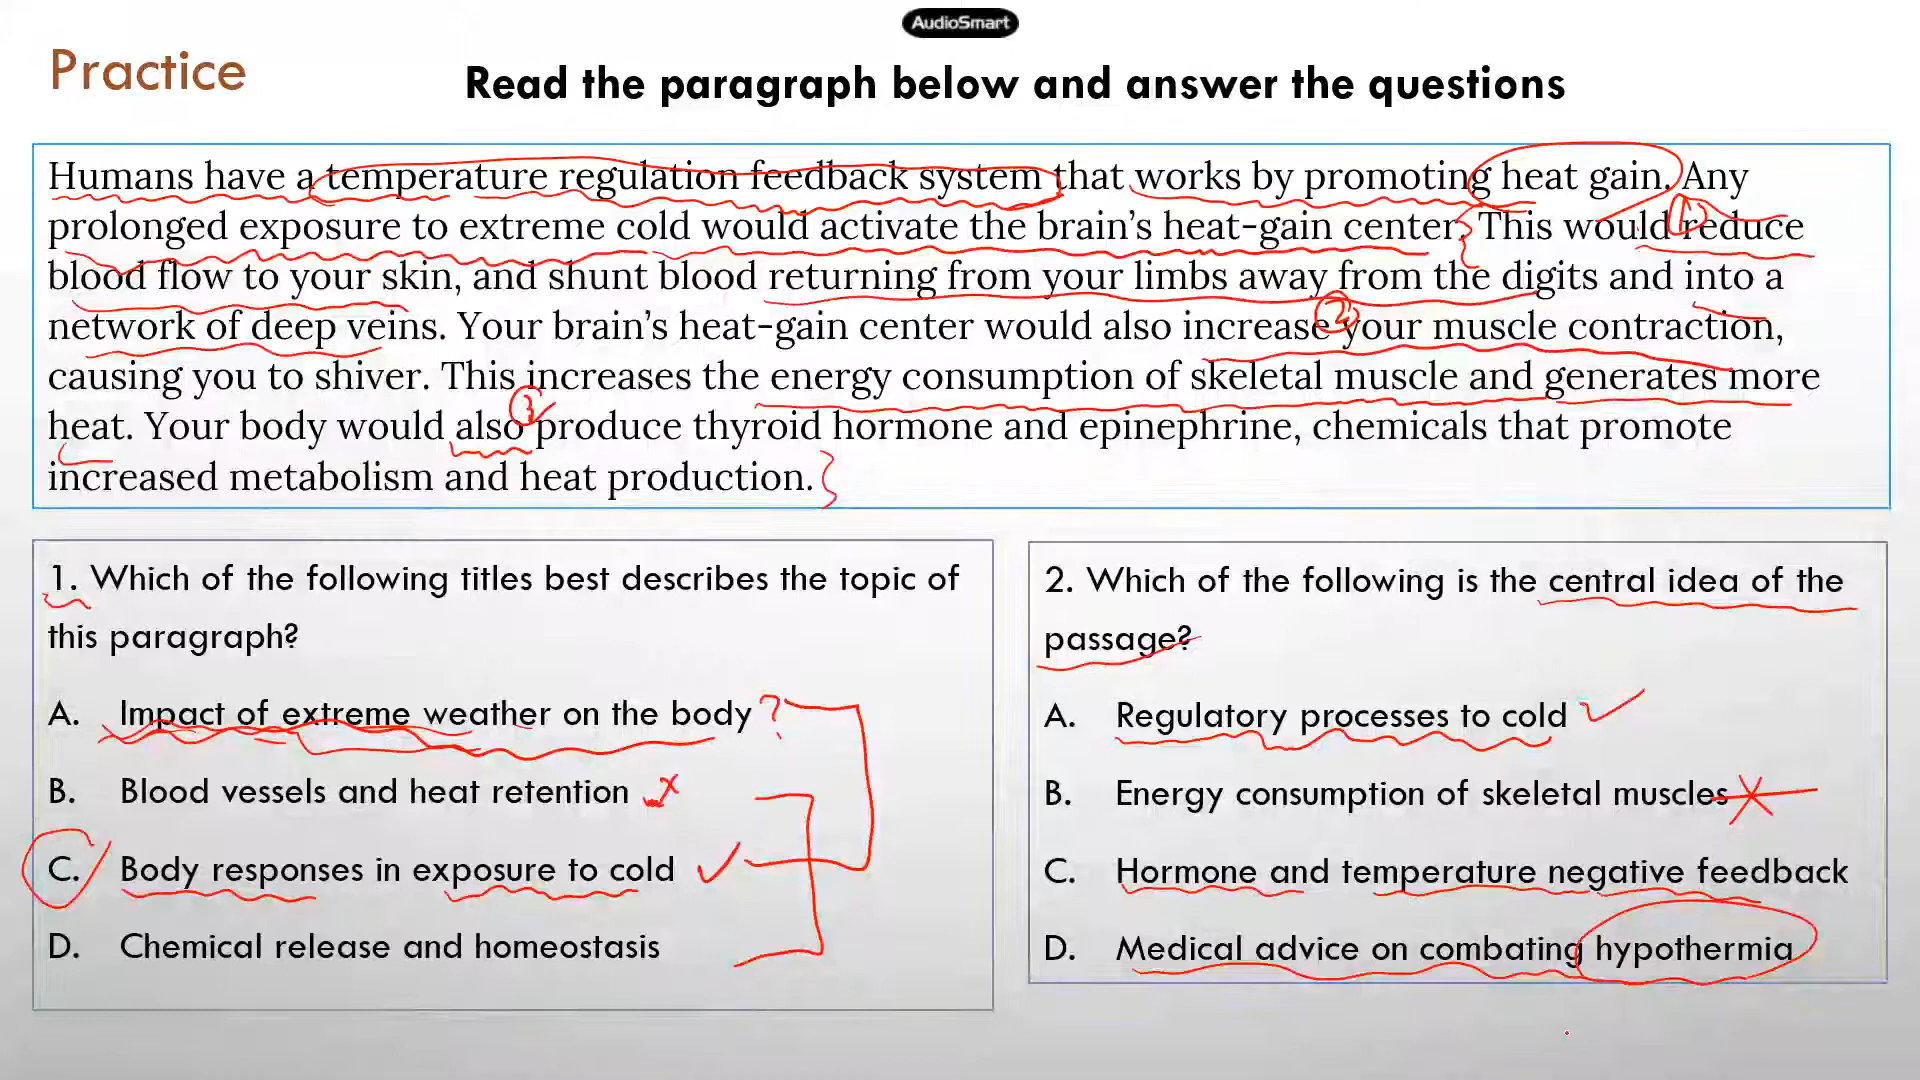 AudioSmart
Practice
Read the paragraph below and answer the questions
Humans have a temperature regulation feedback system that works by promoting heat gain. Any
prolonged exposure to extreme cold would activate the brain's heat-gain center. This would reduce
blood flow to your skin, and shunt blood returning from your limbs away from the digits and into a
network of deep veins. Your brain's heat-gain center would also increase your muscle contraction,
causing you to shiver. This increases the energy consumption of skeletal muscle and generates more
heat. Your body would also produce thyroid hormone and epinephrine, chemicals that promote
increased metabolism and heat production.
1
2
3
1. Which of the following titles best describes the topic of
this paragraph?
A. Impact of extreme weather on the body ?
B. Blood vessels and heat retention x
C. Body responses in exposure to cold ✓
D. Chemical release and homeostasis
2. Which of the following is the central idea of the
passage?
A. Regulatory processes to cold ✓
B. Energy consumption of skeletal muscles
C. Hormone and temperature negative feedback
D. Medical advice on combating hypothermia